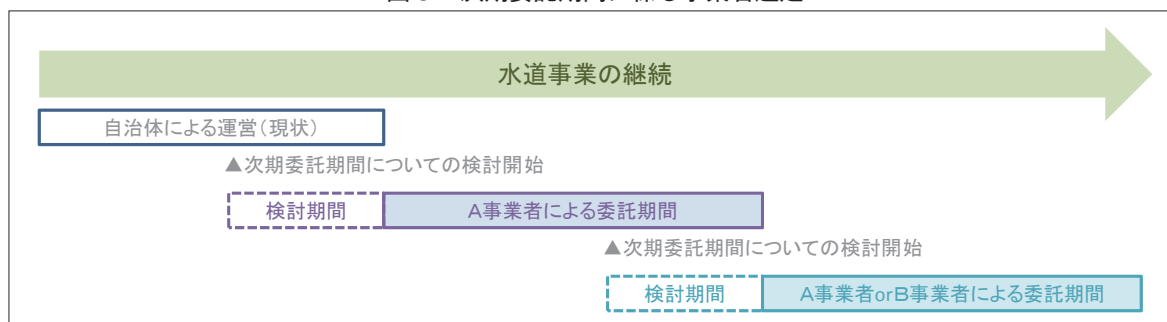 水道事業の継続
自治体による運営(現状)
▲次期委託期間についての検討開始
検討期間
A事業者による委託期間
▲次期委託期間についての検討開始
検討期間
A事業者orB事業者による委託期間